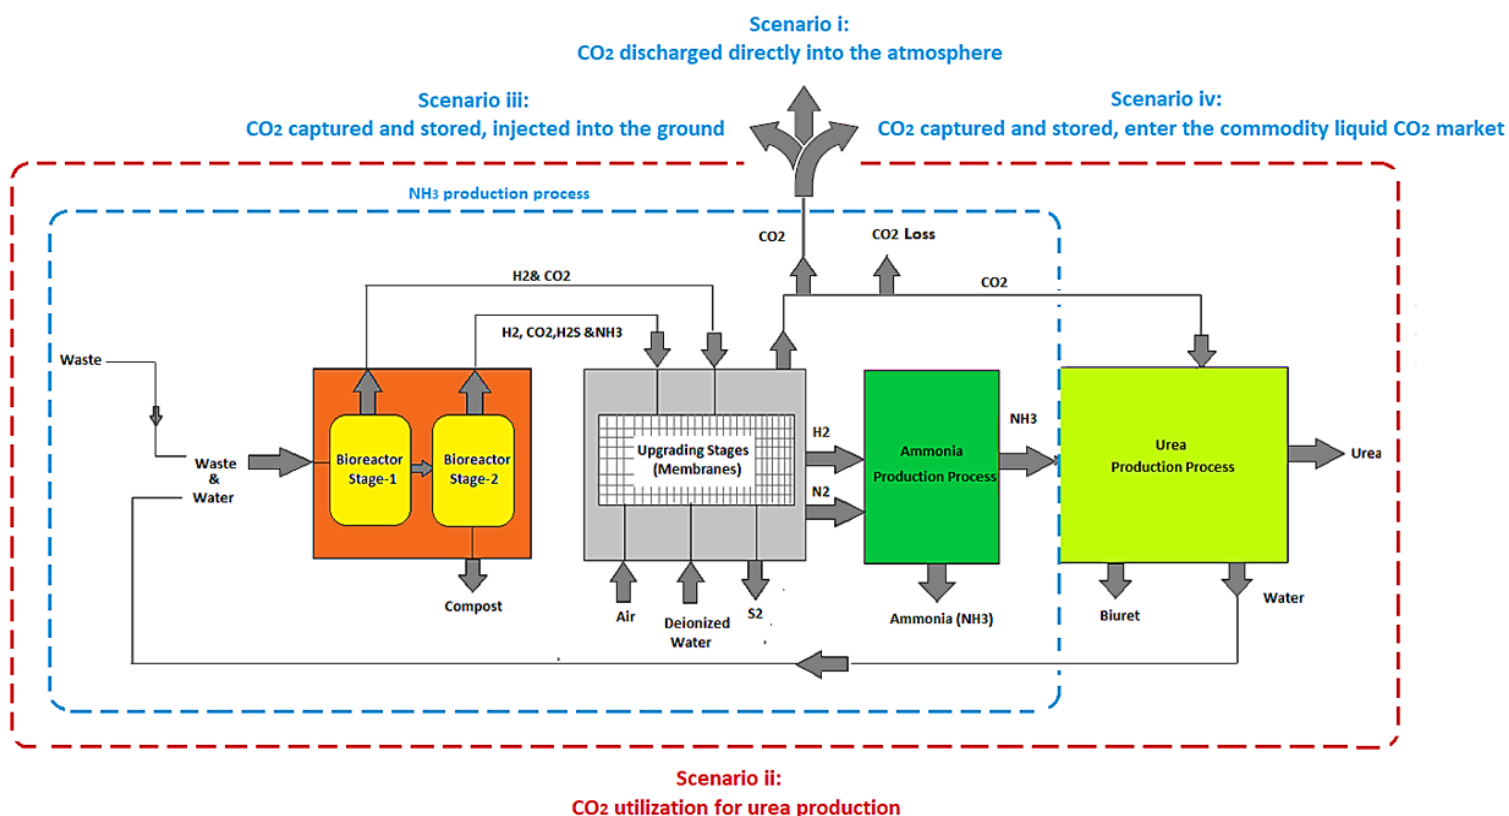 Scenario i:
CO2 discharged directly into the atmosphere
Scenario iii:
CO2 captured and stored, injected into the ground
Scenario iv:
CO2 captured and stored, enter the commodity liquid CO2 market
NH3 production process
CO2
CO2 Loss
H2& CO2
CO2
H2, CO2,H2S &NH3
Waste
Waste
&
Water
Bioreactor
Stage-1
Bioreactor
Stage-2
Compost
Upgrading Stages
(Membranes)
Air
Deionized
Water
S2
H2
N2
Ammonia
Production Process
Ammonia (NH3)
NH3
Urea
Production Process
Urea
Biuret
Water
Scenario ii:
CO2 utilization for urea production